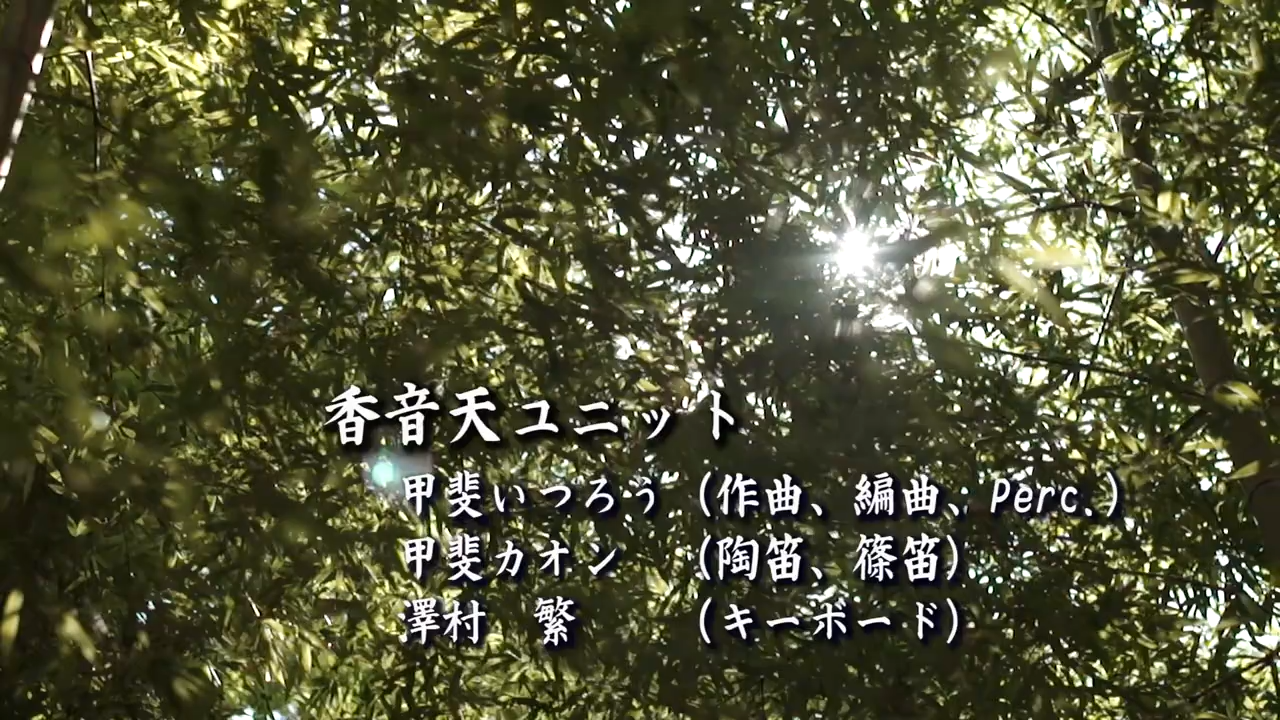 香音天ユニット
甲斐いつろう (作曲、編曲、Perc.)
甲斐カオン (陶笛、篠笛)
澤村 繁 (キーボード)